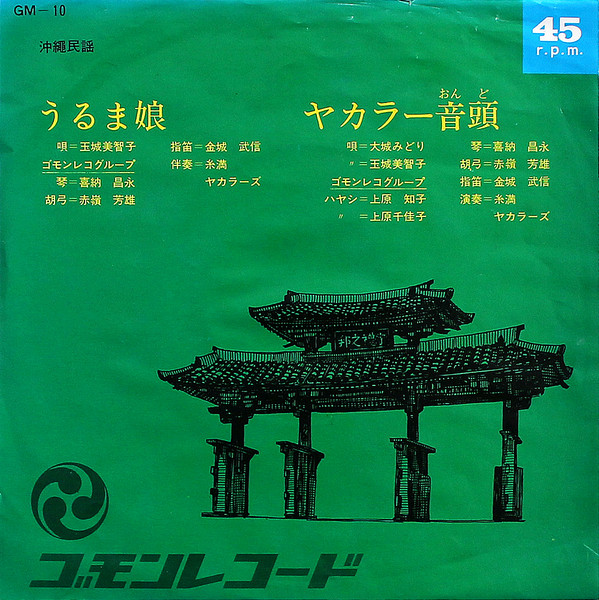 GM-10
45
r.p.m.
沖繩民謡
うるま娘
唄=玉城美智子
ゴモンレコグループ
琴=喜納 昌永
胡弓=赤嶺 芳雄
指笛=金城 武信
伴奏=糸満
ヤカラーズ
おんど
ヤカラー音頭
唄=大城みどり
〃=玉城美智子
ゴモンレコグループ
ハヤシ=上原 知子
〃=上原千佳子
琴=喜納 昌永
胡弓=赤嶺 芳雄
指笛=金城 武信
演奏=糸満
ヤカラーズ
邦之禮守
ゴモンレコード